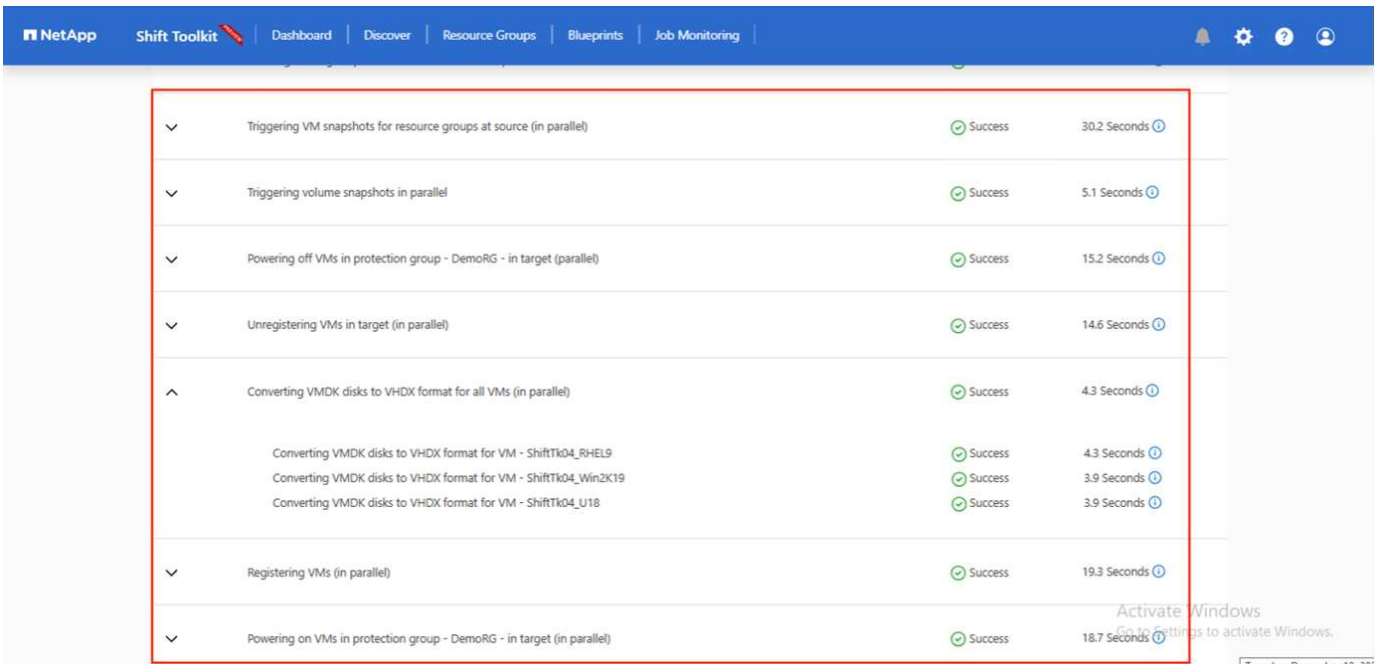 NetApp Shift Toolkit Dashboard Discover Resource Groups Blueprints Job Monitoring
Triggering VM snapshots for resource groups at source (in parallel) Success 30.2 Seconds
Triggering volume snapshots in parallel Success 5.1 Seconds
Powering off VMs in protection group - DemoRG - in target (parallel) Success 15.2 Seconds
Unregistering VMs in target (in parallel) Success 14.6 Seconds
Converting VMDK disks to VHDX format for all VMs (in parallel) Success 4.3 Seconds
Converting VMDK disks to VHDX format for VM - ShiftTk04_RHEL9 Success 4.3 Seconds
Converting VMDK disks to VHDX format for VM - ShiftTk04_Win2K19 Success 3.9 Seconds
Converting VMDK disks to VHDX format for VM - ShiftTk04_U18 Success 3.9 Seconds
Registering VMs (in parallel) Success 19.3 Seconds
Activate Windows
Powering on VMs in protection group - DemoRG - in target (in parallel) Success 18.7 Seconds
Go to Settings to activate Windows.